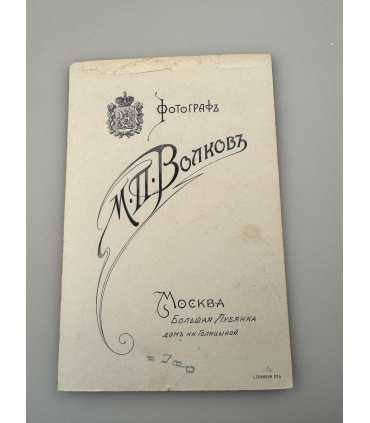 Фотографъ
М. П. Волковъ
Москва
Большая Лубянка
домъ кн. Голицыной